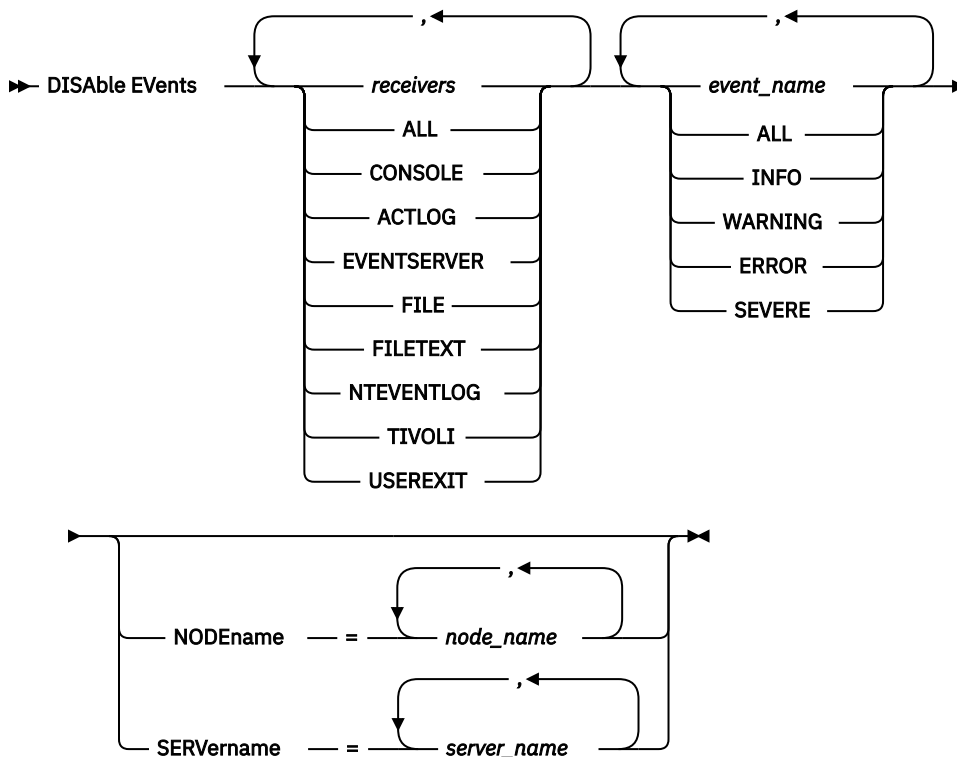 , ,
DISAble EVents receivers event_name
ALL ALL
CONSOLE INFO
ACTLOG WARNING
EVENTSERVER ERROR
FILE SEVERE
FILETEXT
NTEVENTLOG
TIVOLI
USEREXIT
,
NODEname = node_name
,
SERVername = server_name